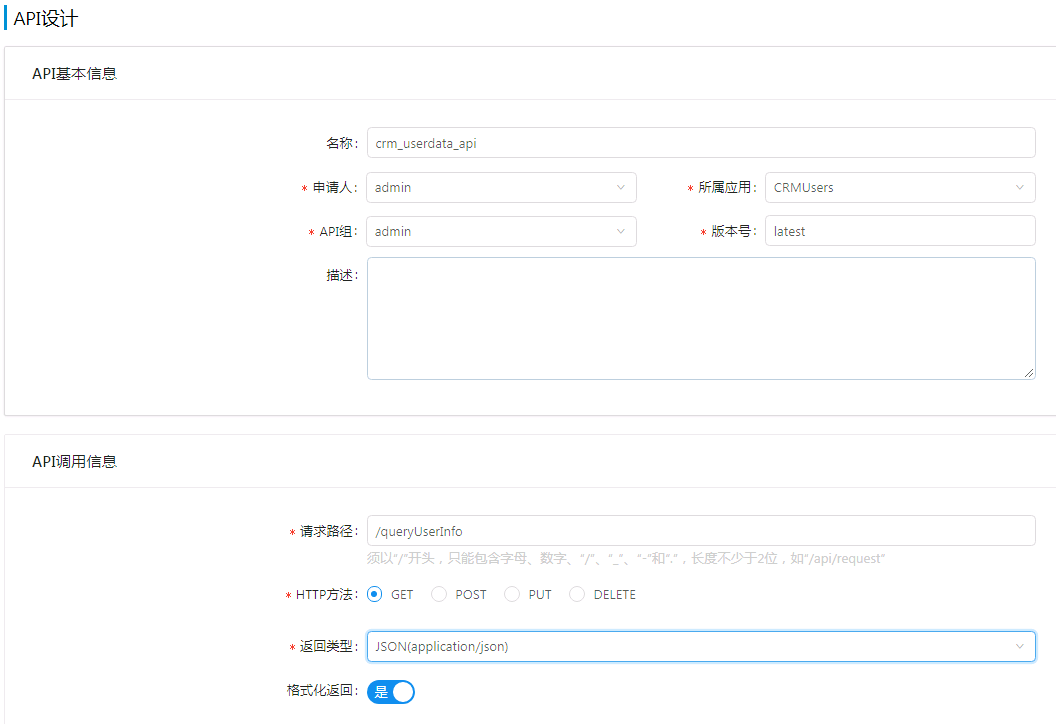 API设计
API基本信息
名称: crm_userdata_api
* 申请人: admin * 所属应用: CRMUsers
* API组: admin * 版本号: latest
描述:
API调用信息
* 请求路径: /queryUserInfo
须以“/”开头，只能包含字母、数字、“/”、“_”、“-”和“.”，长度不少于2位，如“/api/request”
* HTTP方法: GET POST PUT DELETE
* 返回类型: JSON(application/json)
格式化返回: 是